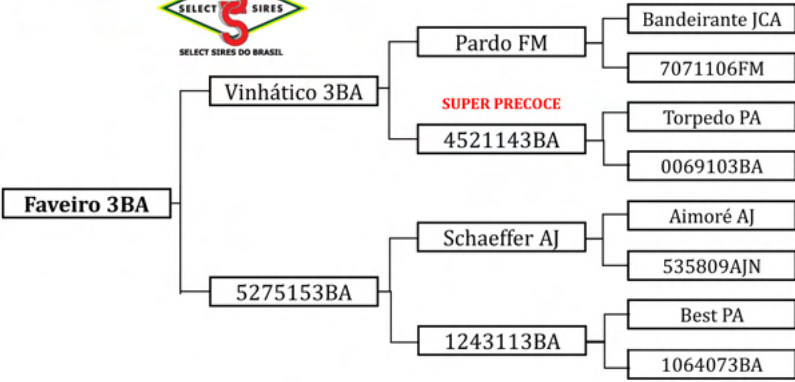 SELECT SIRES
SELECT SIRES DO BRASIL
Bandeirante JCA
Pardo FM
7071106FM
Vinhático 3BA
SUPER PRECOCE
Torpedo PA
4521143BA
0069103BA
Faveiro 3BA
Aimoré AJ
Schaeffer AJ
535809AJN
5275153BA
Best PA
1243113BA
1064073BA